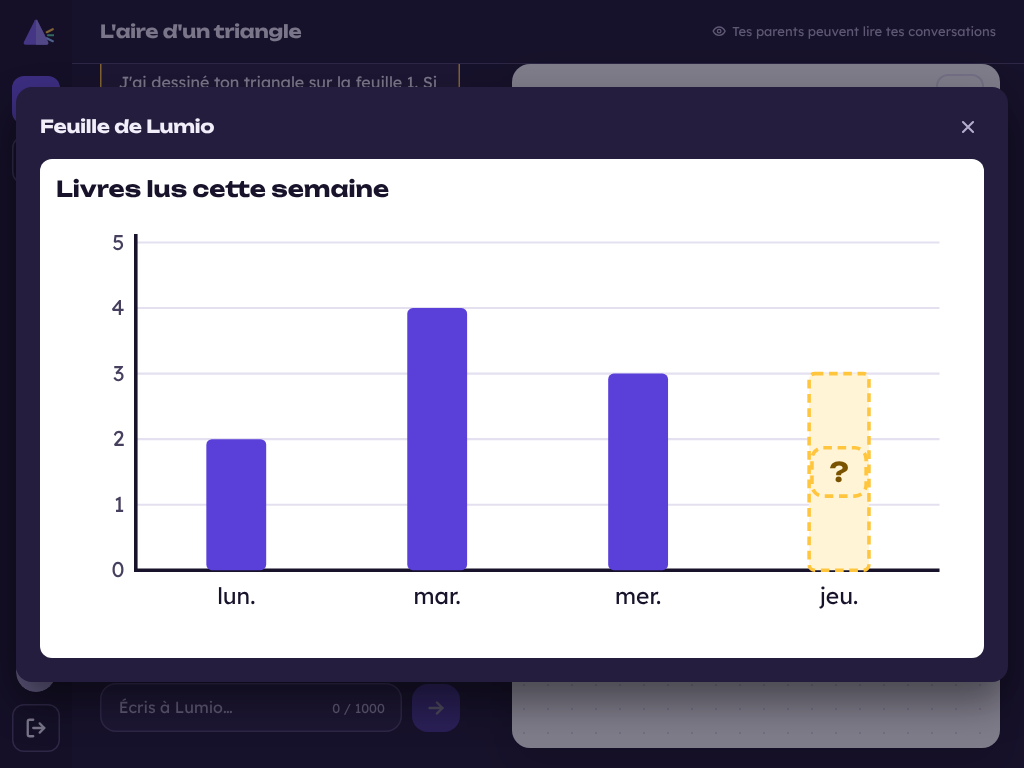 L'aire d'un triangle
Tes parents peuvent lire tes conversations
J'ai dessiné ton triangle sur la feuille 1. Si
Feuille de Lumio
Livres lus cette semaine
5
4
3
2
1
0
?
lun. mar. mer. jeu.
Écris à Lumio…
0 / 1000